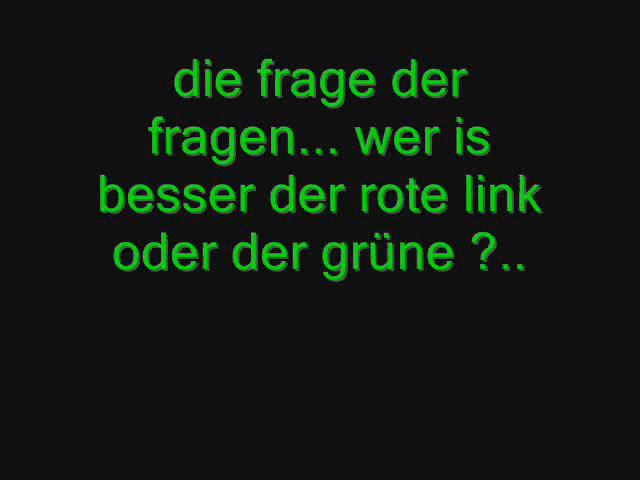 die frage der
fragen... wer is
besser der rote link
oder der grüne ?..